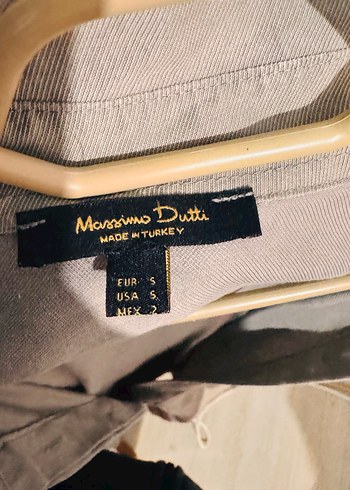 Massimo Dutti
MADE IN TURKEY
EUR S
USA S
MEX 2